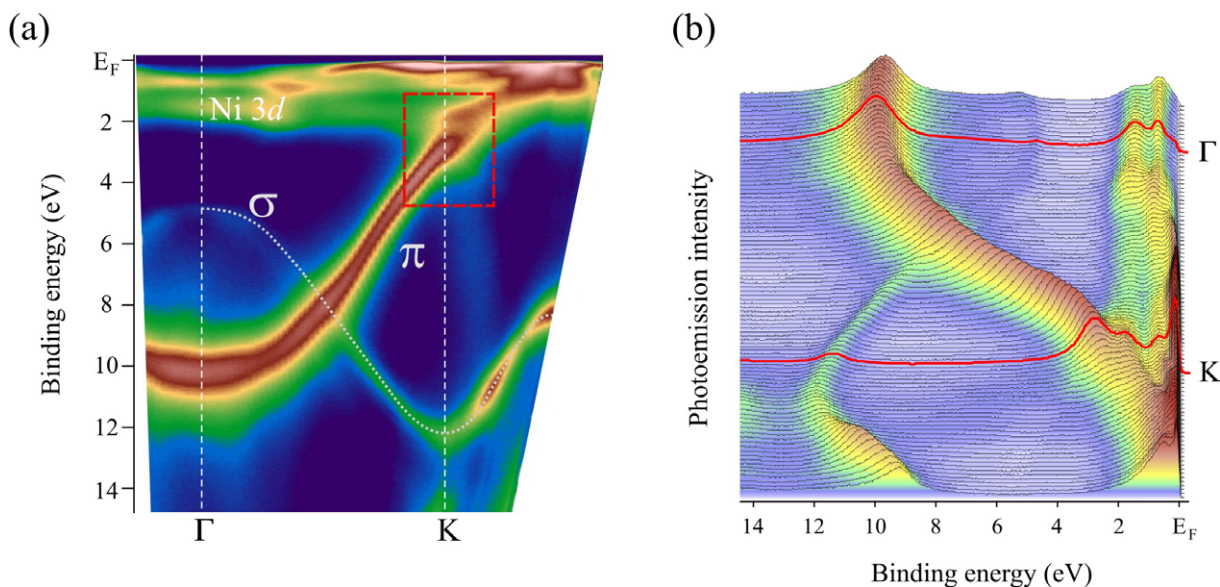 (a)
(b)
E_F
2
4
6
8
10
12
14
Binding energy (eV)
Ni 3d
σ
π
Γ
K
Photoemission intensity
Γ
K
14
12
10
8
6
4
2
E_F
Binding energy (eV)